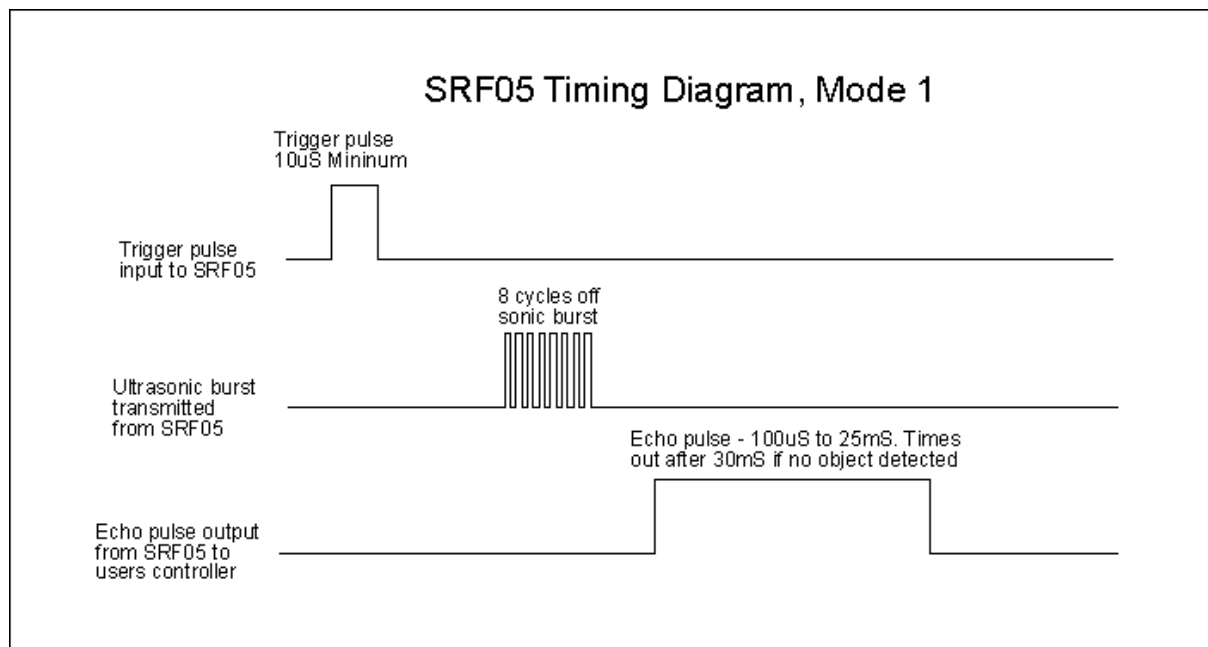 SRF05 Timing Diagram, Mode 1
Trigger pulse
10uS Mininum
Trigger pulse
input to SRF05
8 cycles off
sonic burst
Ultrasonic burst
transmitted
from SRF05
Echo pulse - 100uS to 25mS. Times
out after 30mS if no object detected
Echo pulse output
from SRF05 to
users controller